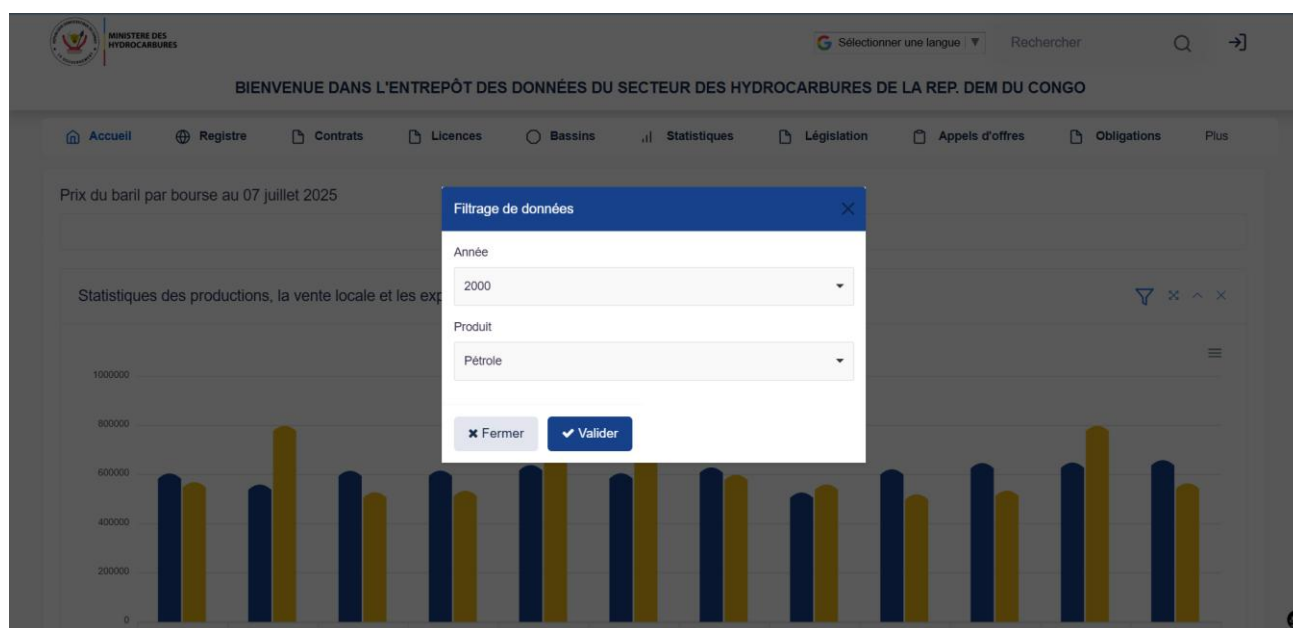 MINISTERE DES
HYDROCARBURES
Sélectionner une langue ▼
Rechercher
BIENVENUE DANS L'ENTREPÔT DES DONNÉES DU SECTEUR DES HYDROCARBURES DE LA REP. DEM DU CONGO
Accueil Registre Contrats Licences Bassins Statistiques Législation Appels d'offres Obligations Plus
Prix du baril par bourse au 07 juillet 2025
Filtrage de données
Année
2000
Statistiques des productions, la vente locale et les
Produit
Pétrole
Fermer Valider
1000000
800000
600000
400000
200000
0